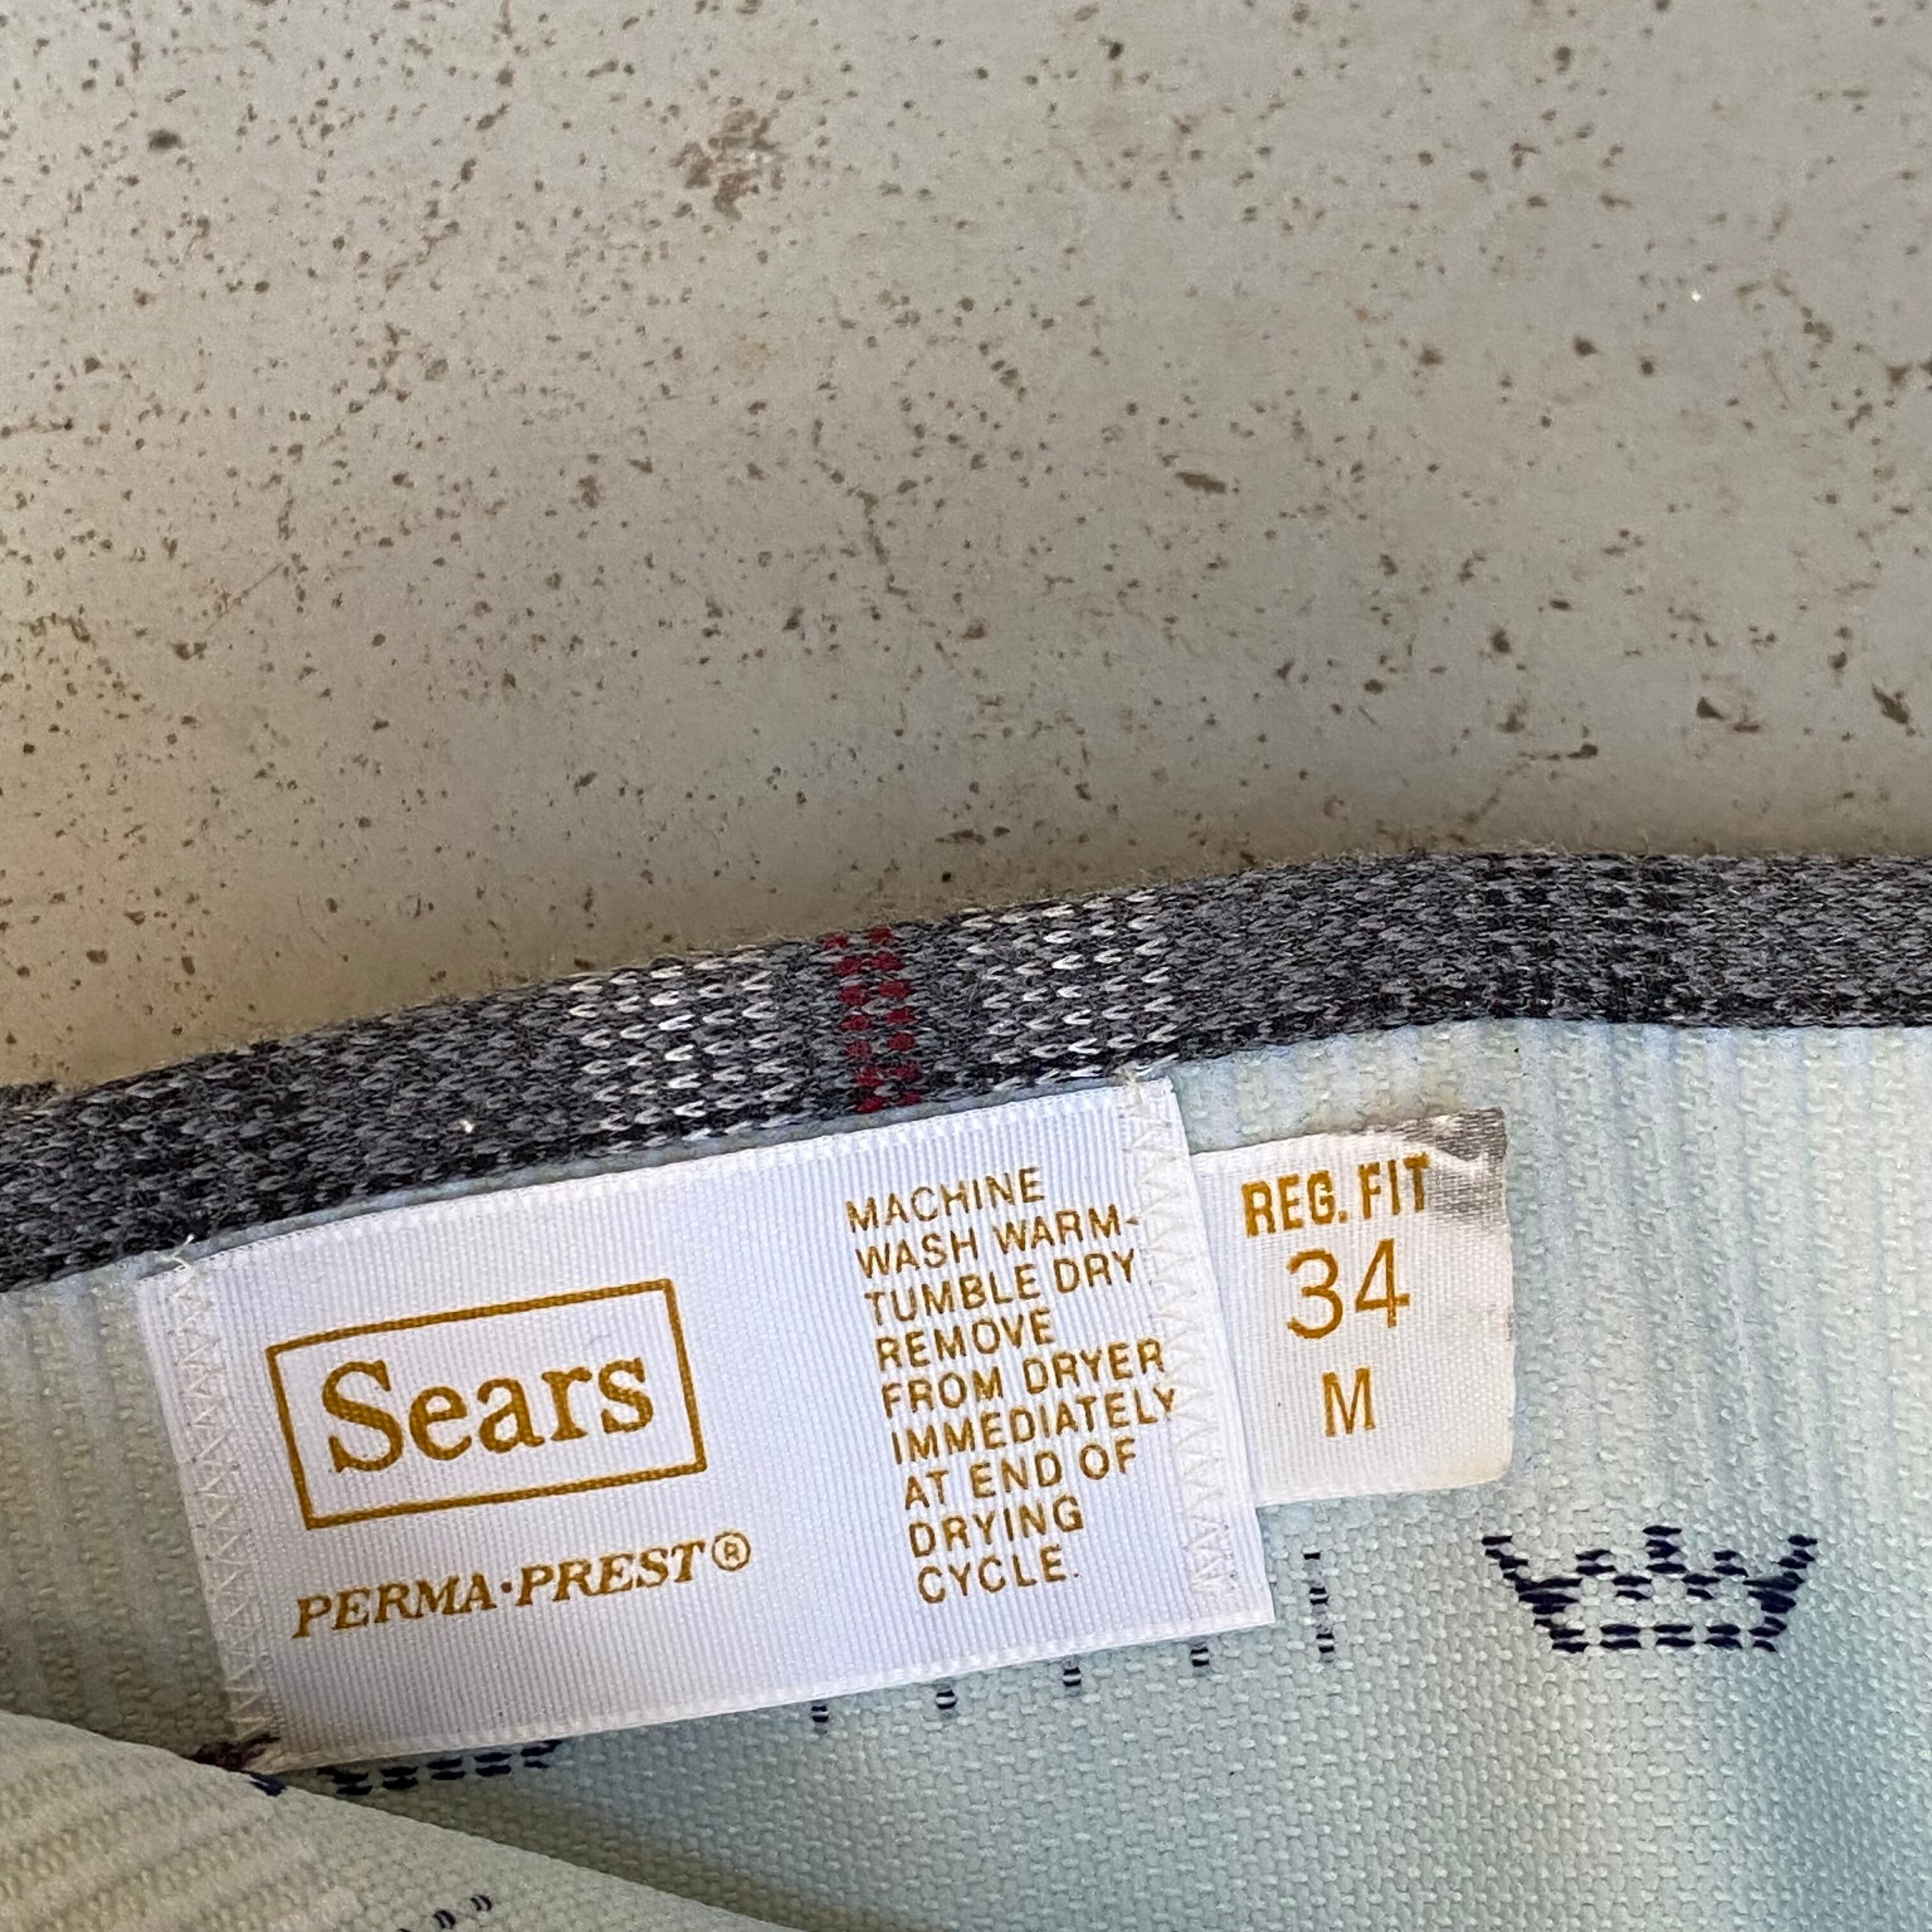 Sears
PERMA·PREST®
MACHINE
WASH WARM-
TUMBLE DRY
REMOVE
FROM DRYER
IMMEDIATELY
AT END OF
DRYING
CYCLE.
REG. FIT
34
M